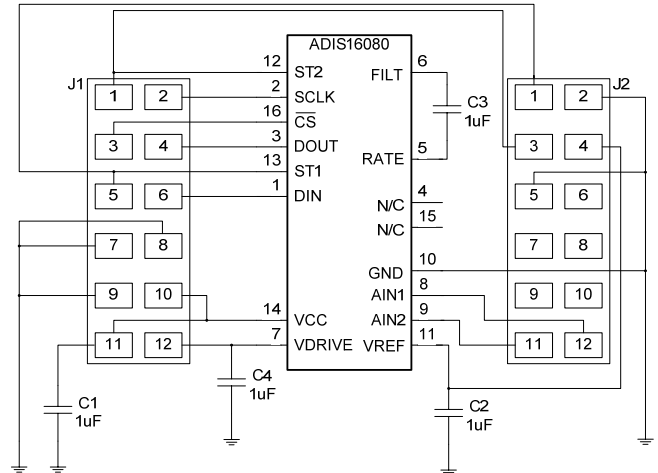 ADIS16080
J1
J2
12 ST2
2 SCLK
16 CS
3 DOUT
13 ST1
1 DIN
14 VCC
7 VDRIVE
FILT 6
RATE 5
N/C 4
N/C 15
GND 10
AIN1 8
AIN2 9
VREF 11
C3
1uF
1 2
3 4
5 6
7 8
9 10
11 12
1 2
3 4
5 6
7 8
9 10
11 12
C1
1uF
C4
1uF
C2
1uF